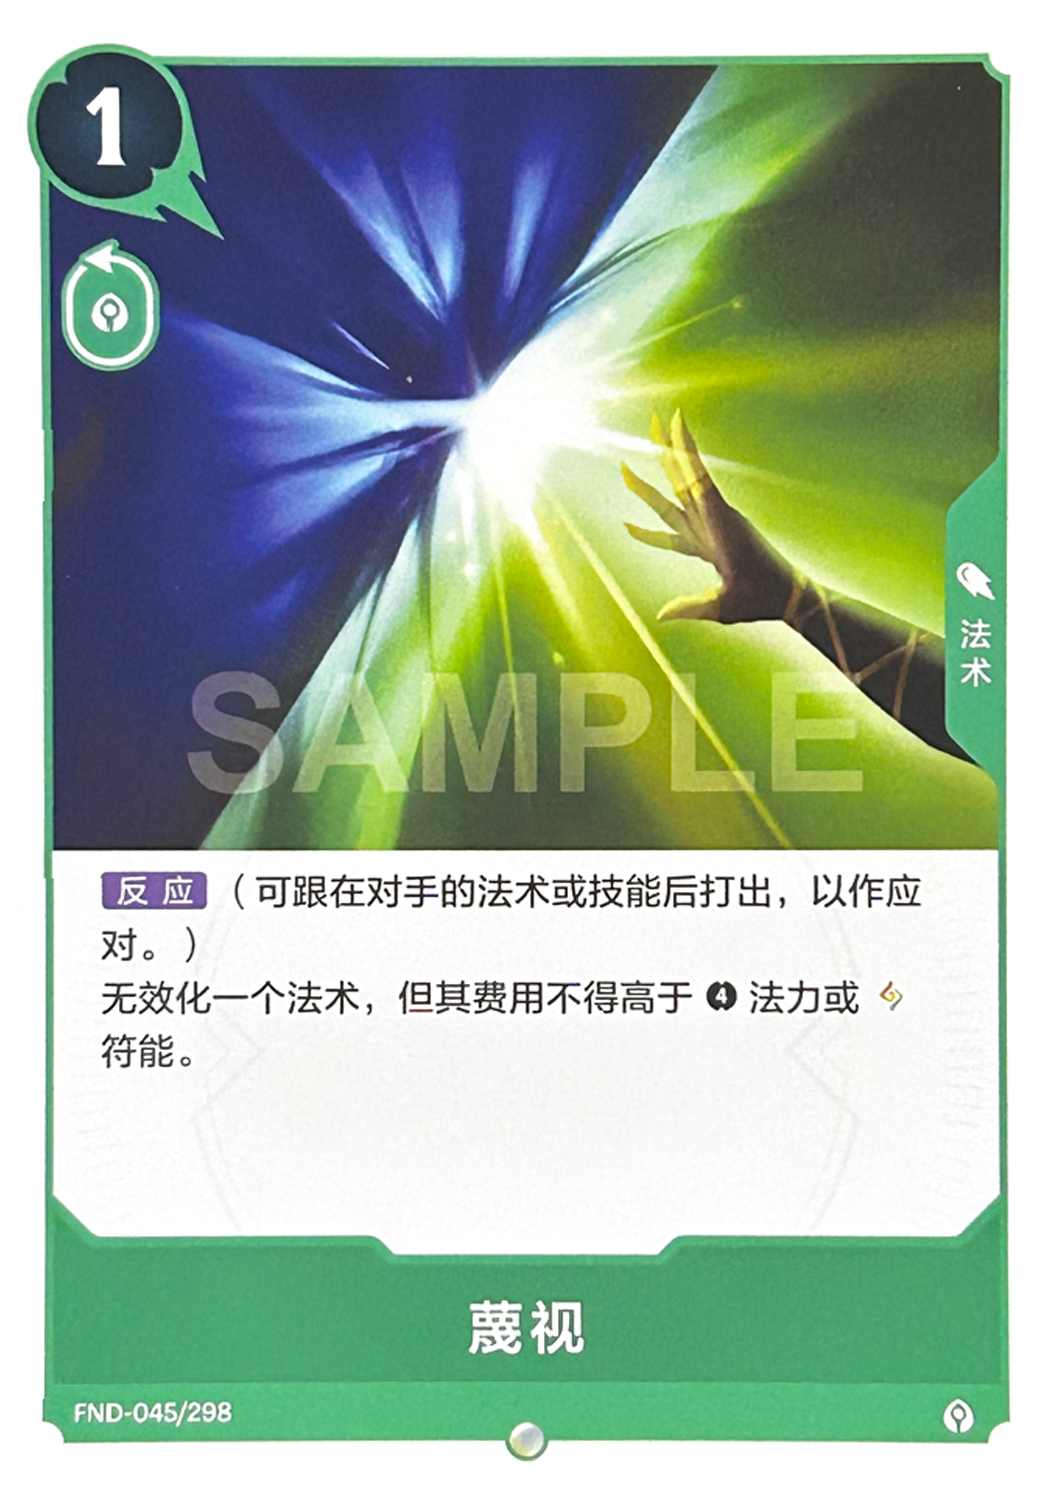 1
法术
SAMPLE
反应（可跟在对手的法术或技能后打出，以作应
对。）
无效化一个法术，但其费用不得高于 4 法力或
符能。
蔑视
FND-045/298